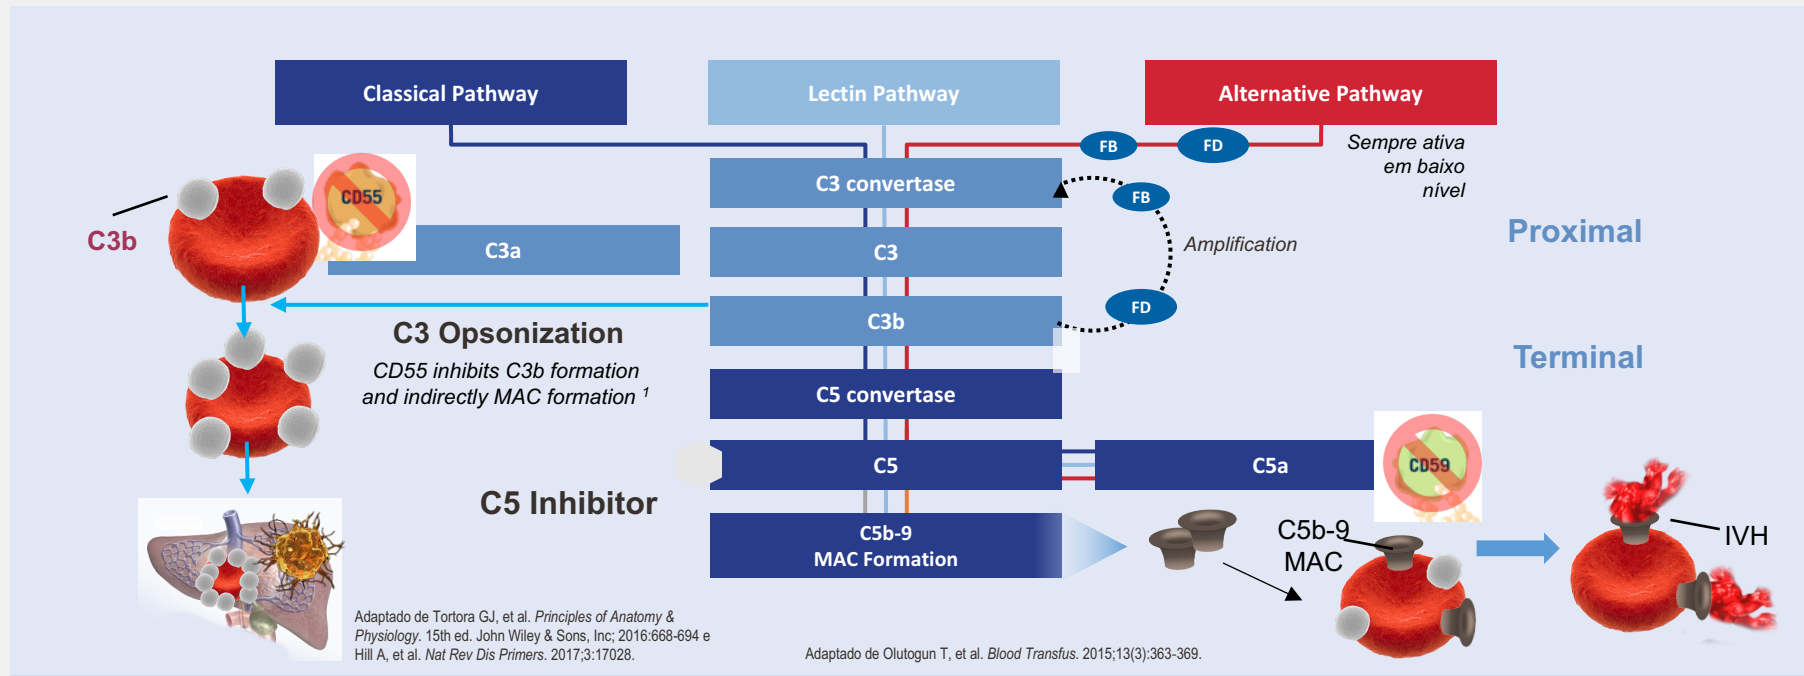 Classical Pathway
Lectin Pathway
Alternative Pathway
FB
FD
Sempre ativa
em baixo
nível
CD55
C3 convertase
FB
C3b
C3a
C3
Amplification
Proximal
C3b
FD
C3 Opsonization
CD55 inhibits C3b formation
and indirectly MAC formation 1
Terminal
C5 convertase
C5
C5a
CD59
C5 Inhibitor
C5b-9
MAC Formation
C5b-9
MAC
IVH
Adaptado de Tortora GJ, et al. Principles of Anatomy &
Physiology. 15th ed. John Wiley & Sons, Inc; 2016:668-694 e
Hill A, et al. Nat Rev Dis Primers. 2017;3:17028.
Adaptado de Olutogun T, et al. Blood Transfus. 2015;13(3):363-369.